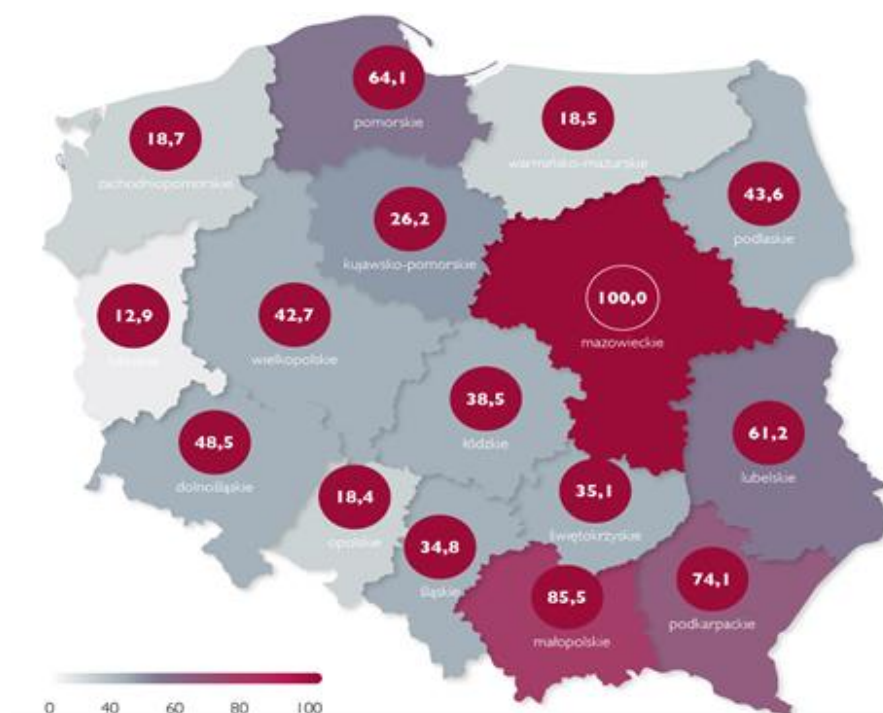 64,1
pomorskie
18,7
zachodniopomorskie
18,5
warmińsko-mazurskie
43,6
podlaskie
26,2
kujawsko-pomorskie
100,0
mazowieckie
12,9
lubuskie
42,7
wielkopolskie
38,5
łódzkie
48,5
dolnośląskie
61,2
lubelskie
18,4
opolskie
35,1
świętokrzyskie
34,8
śląskie
85,5
małopolskie
74,1
podkarpackie
0 40 60 80 100